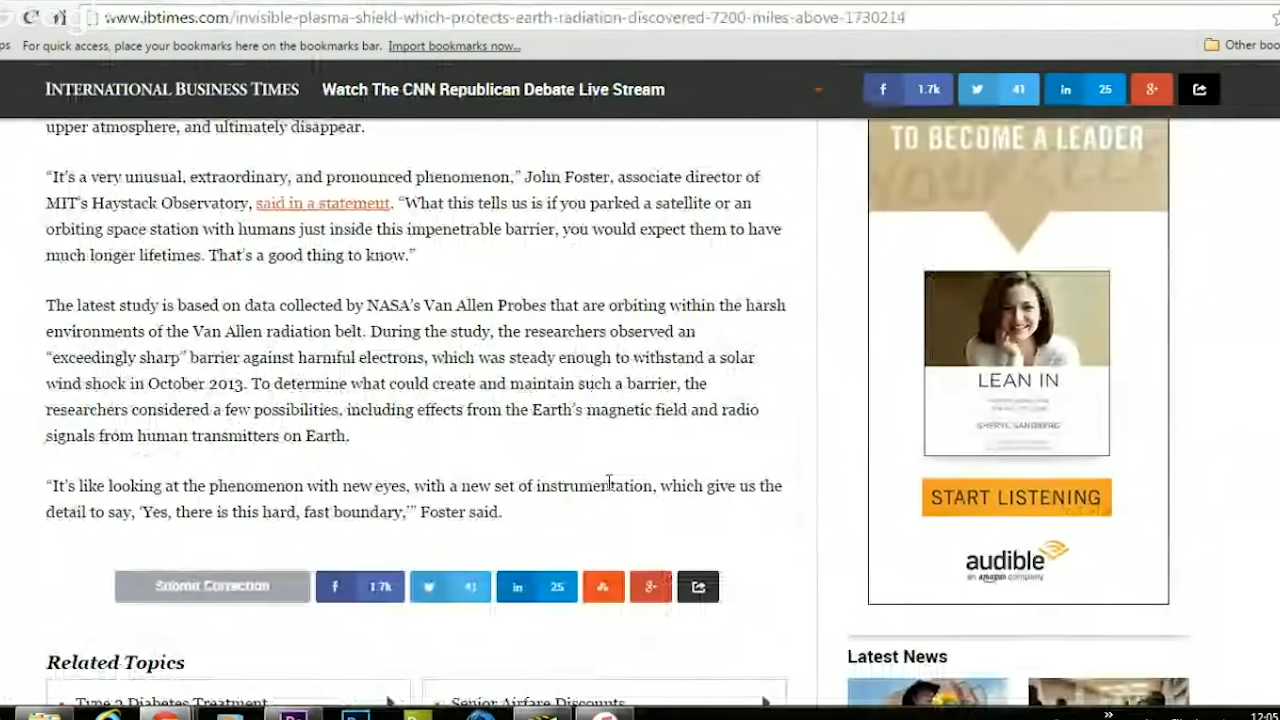 www.ibtimes.com/invisible-plasma-shield-which-protects-earth-radiation-discovered-7200-miles-above-1730214
ps For quick access, place your bookmarks here on the bookmarks bar. Import bookmarks now...
Other boo
INTERNATIONAL BUSINESS TIMES
Watch The CNN Republican Debate Live Stream
f 1.7k
41
in 25
g+
upper atmosphere, and ultimately disappear.
“It’s a very unusual, extraordinary, and pronounced phenomenon,” John Foster, associate director of
MIT’s Haystack Observatory, said in a statement. “What this tells us is if you parked a satellite or an
orbiting space station with humans just inside this impenetrable barrier, you would expect them to have
much longer lifetimes. That’s a good thing to know.”
The latest study is based on data collected by NASA’s Van Allen Probes that are orbiting within the harsh
environments of the Van Allen radiation belt. During the study, the researchers observed an
“exceedingly sharp” barrier against harmful electrons, which was steady enough to withstand a solar
wind shock in October 2013. To determine what could create and maintain such a barrier, the
researchers considered a few possibilities, including effects from the Earth’s magnetic field and radio
signals from human transmitters on Earth.
“It’s like looking at the phenomenon with new eyes, with a new set of instrumentation, which give us the
detail to say, ‘Yes, there is this hard, fast boundary,’” Foster said.
Submit Correction
f 1.7k
41
in 25
g+
Related Topics
Type 2 Diabetes Treatment
Senior Airfare Discounts
TO BECOME A LEADER
LEAN IN
SHERYL SANDBERG
START LISTENING
audible
an amazon company
Latest News
12:05